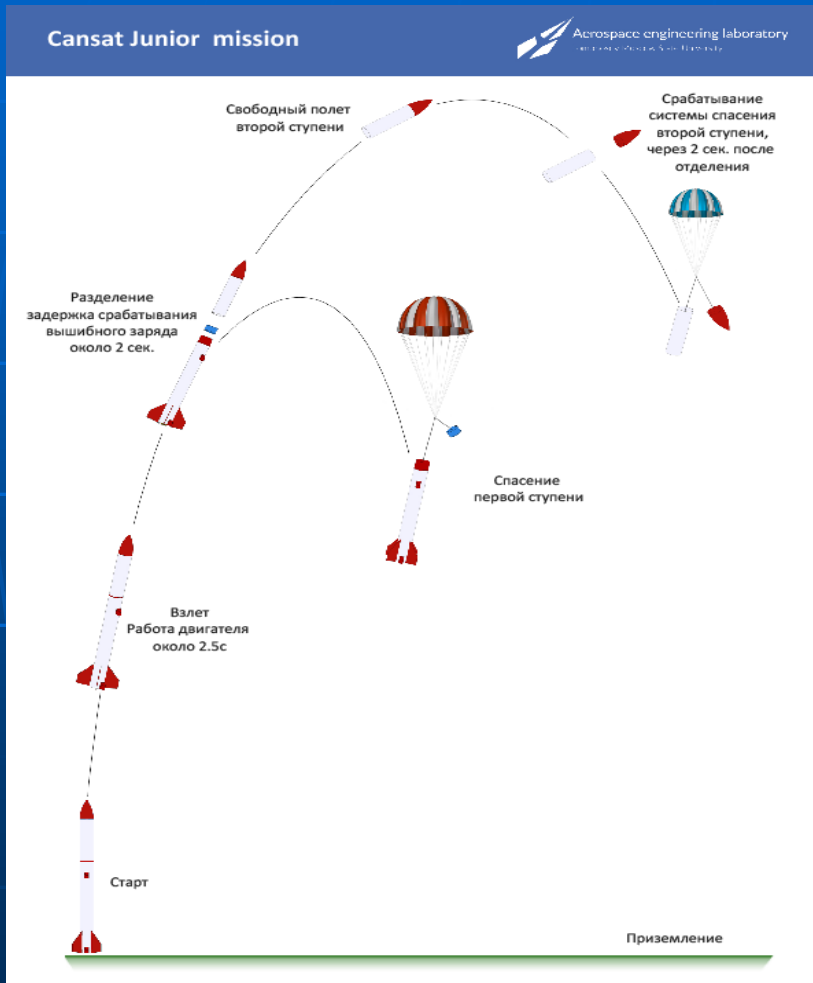 Cansat Junior mission
Aerospace engineering laboratory
Свободный полет
второй ступени
Срабатывание
системы спасения
второй ступени,
через 2 сек. после
отделения
Разделение
задержка срабатывания
вышибного заряда
около 2 сек.
Спасение
первой ступени
Взлет
Работа двигателя
около 2.5с
Старт
Приземление